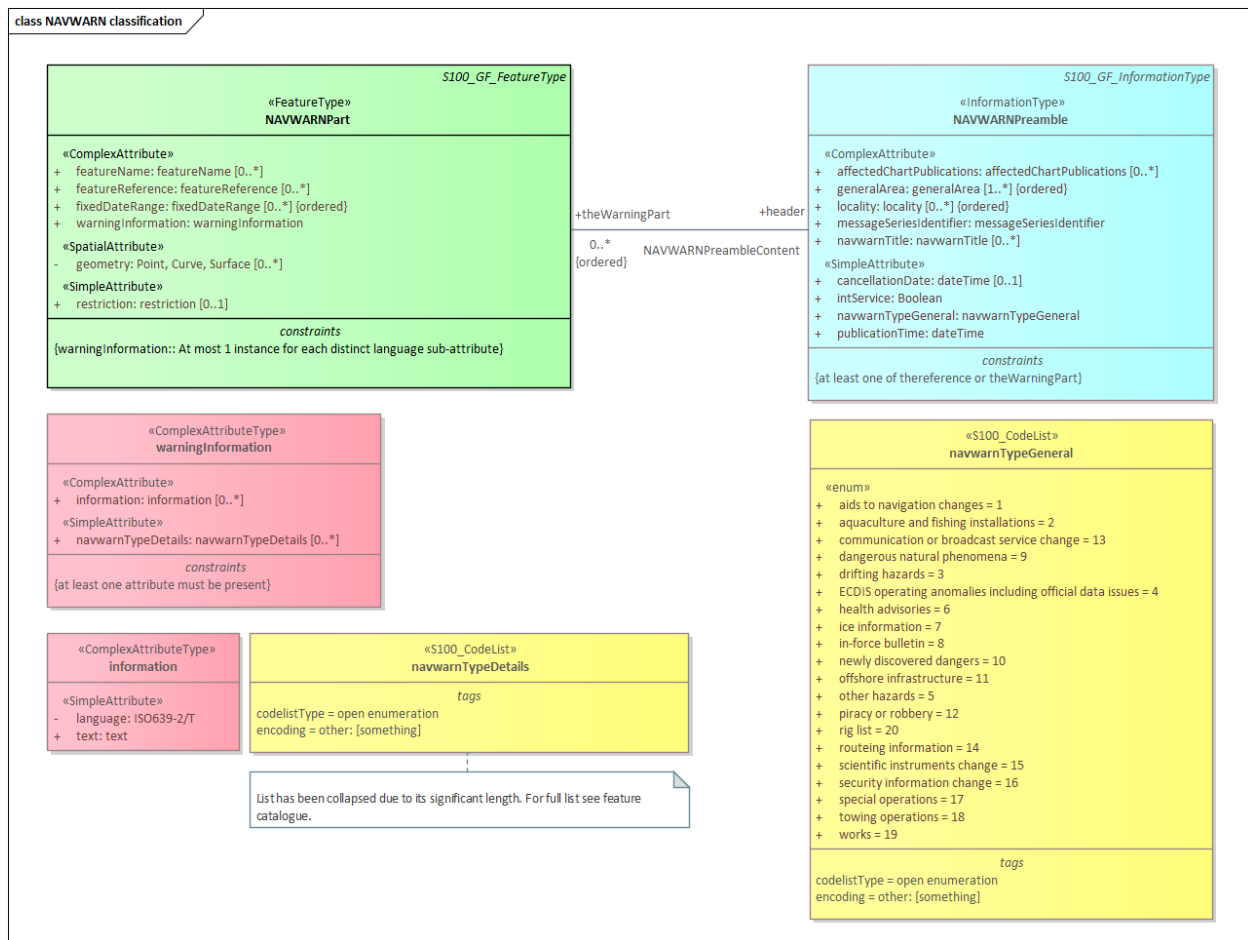 class NAVWARN classification
S100_GF_FeatureType
«FeatureType»
NAVWARNPart
«ComplexAttribute»
+ featureName: featureName [0..*]
+ featureReference: featureReference [0..*]
+ fixedDateRange: fixedDateRange [0..*] {ordered}
+ warningInformation: warningInformation
«SpatialAttribute»
- geometry: Point, Curve, Surface [0..*]
«SimpleAttribute»
+ restriction: restriction [0..1]
constraints
{warningInformation:: At most 1 instance for each distinct language sub-attribute}
+theWarningPart
+header
0..*
{ordered}
NAVWARNPreambleContent
S100_GF_InformationType
«InformationType»
NAVWARNPreamble
«ComplexAttribute»
+ affectedChartPublications: affectedChartPublications [0..*]
+ generalArea: generalArea [1..*] {ordered}
+ locality: locality [0..*] {ordered}
+ messageSeriesIdentifier: messageSeriesIdentifier
+ navwarnTitle: navwarnTitle [0..*]
«SimpleAttribute»
+ cancellationDate: dateTime [0..1]
+ intService: Boolean
+ navwarnTypeGeneral: navwarnTypeGeneral
+ publicationTime: dateTime
constraints
{at least one of thereference or theWarningPart}
«ComplexAttributeType»
warningInformation
«ComplexAttribute»
+ information: information [0..*]
«SimpleAttribute»
+ navwarnTypeDetails: navwarnTypeDetails [0..*]
constraints
{at least one attribute must be present}
«ComplexAttributeType»
information
«SimpleAttribute»
- language: ISO639-2/T
+ text: text
«S100_CodeList»
navwarnTypeDetails
tags
codelistType = open enumeration
encoding = other: [something]
List has been collapsed due to its significant length. For full list see feature
catalogue.
«S100_CodeList»
navwarnTypeGeneral
«enum»
+ aids to navigation changes = 1
+ aquaculture and fishing installations = 2
+ communication or broadcast service change = 13
+ dangerous natural phenomena = 9
+ drifting hazards = 3
+ ECDIS operating anomalies including official data issues = 4
+ health advisories = 6
+ ice information = 7
+ in-force bulletin = 8
+ newly discovered dangers = 10
+ offshore infrastructure = 11
+ other hazards = 5
+ piracy or robbery = 12
+ rig list = 20
+ routeing information = 14
+ scientific instruments change = 15
+ security information change = 16
+ special operations = 17
+ towing operations = 18
+ works = 19
tags
codelistType = open enumeration
encoding = other: [something]